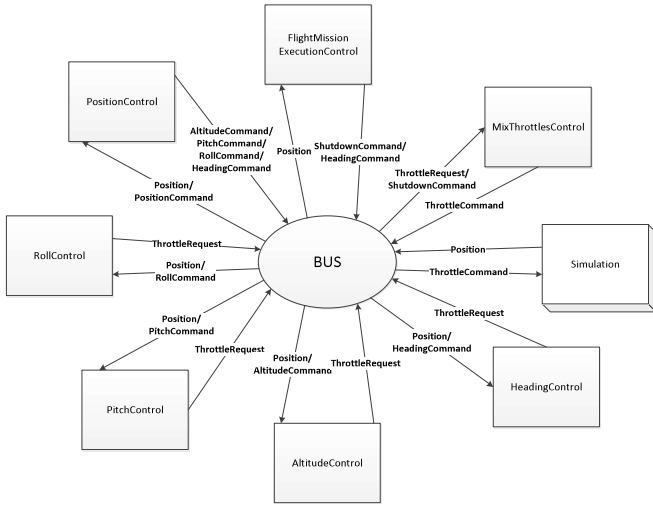 FlightMission
ExecutionControl
PositionControl
MixThrottlesControl
AltitudeCommand/
PitchCommand/
RollCommand/
HeadingCommand
Position
ShutdownCommand/
HeadingCommand
ThrottleRequest/
ShutdownCommand
Position/
PositionCommand
ThrottleCommand
RollControl
ThrottleRequest
Position/
RollCommand
BUS
Position
ThrottleCommand
Simulation
Position/
PitchCommand
ThrottleRequest
Position/
AltitudeCommand
ThrottleRequest
ThrottleRequest
Position/
HeadingCommand
PitchControl
HeadingControl
AltitudeControl